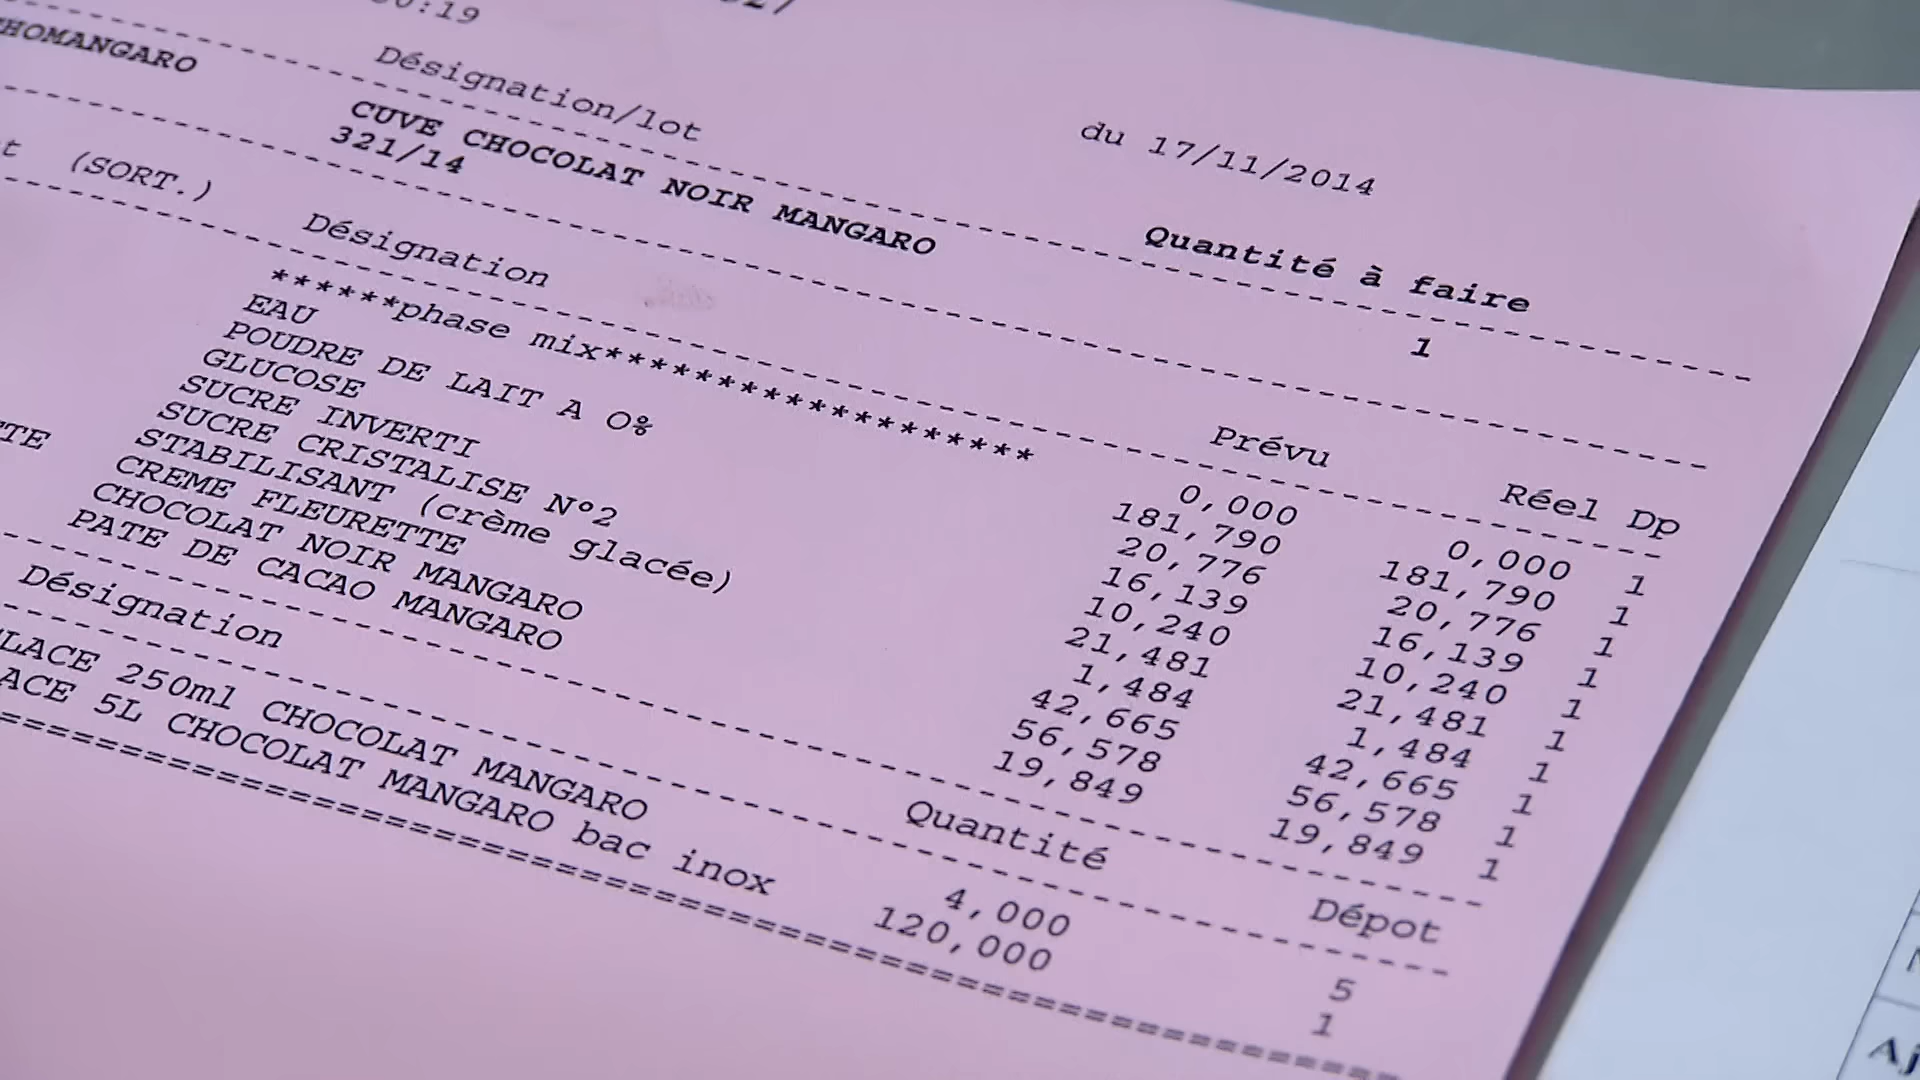 :19
Désignation/lot du 17/11/2014
HOMANGARO CUVE CHOCOLAT NOIR MANGARO Quantité à faire
321/14 1
(SORT.) Désignation Prévu Réel Dp
******phase mix******************* 0,000 0,000 1
EAU 181,790 181,790 1
POUDRE DE LAIT A 0% 20,776 20,776 1
GLUCOSE 16,139 16,139 1
SUCRE INVERTI 10,240 10,240 1
SUCRE CRISTALISE N°2 21,481 21,481 1
STABILISANT (crème glacée) 1,484 1,484 1
TTE CREME FLEURETTE 42,665 42,665 1
CHOCOLAT NOIR MANGARO 56,578 56,578 1
PATE DE CACAO MANGARO 19,849 19,849 1
Désignation Quantité Dépot
LACE 250ml CHOCOLAT MANGARO 4,000 5
ACE 5L CHOCOLAT MANGARO bac inox 120,000 1
Aj